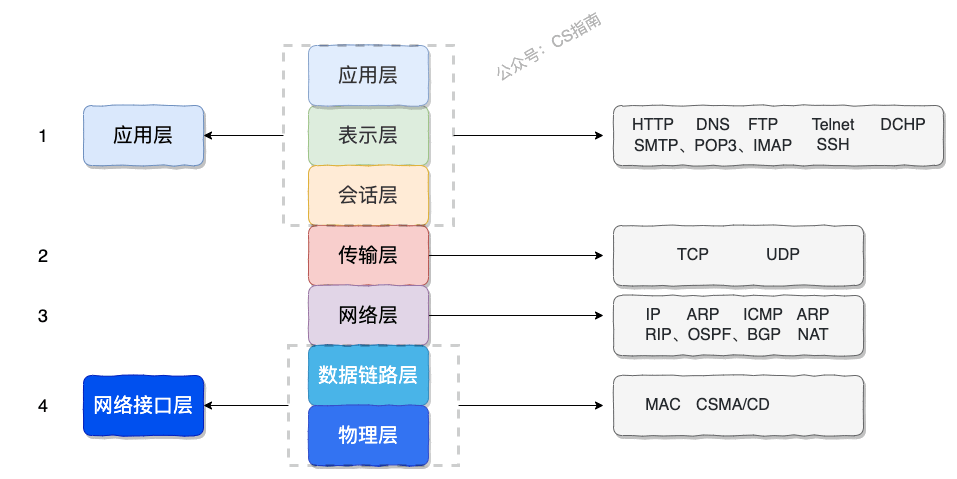 公众号：CS指南
应用层
HTTP DNS FTP Telnet DCHP
1 应用层 表示层
SMTP、POP3、IMAP SSH
会话层
2 传输层 TCP UDP
3 网络层 IP ARP ICMP ARP
RIP、OSPF、BGP NAT
数据链路层
4 网络接口层 MAC CSMA/CD
物理层